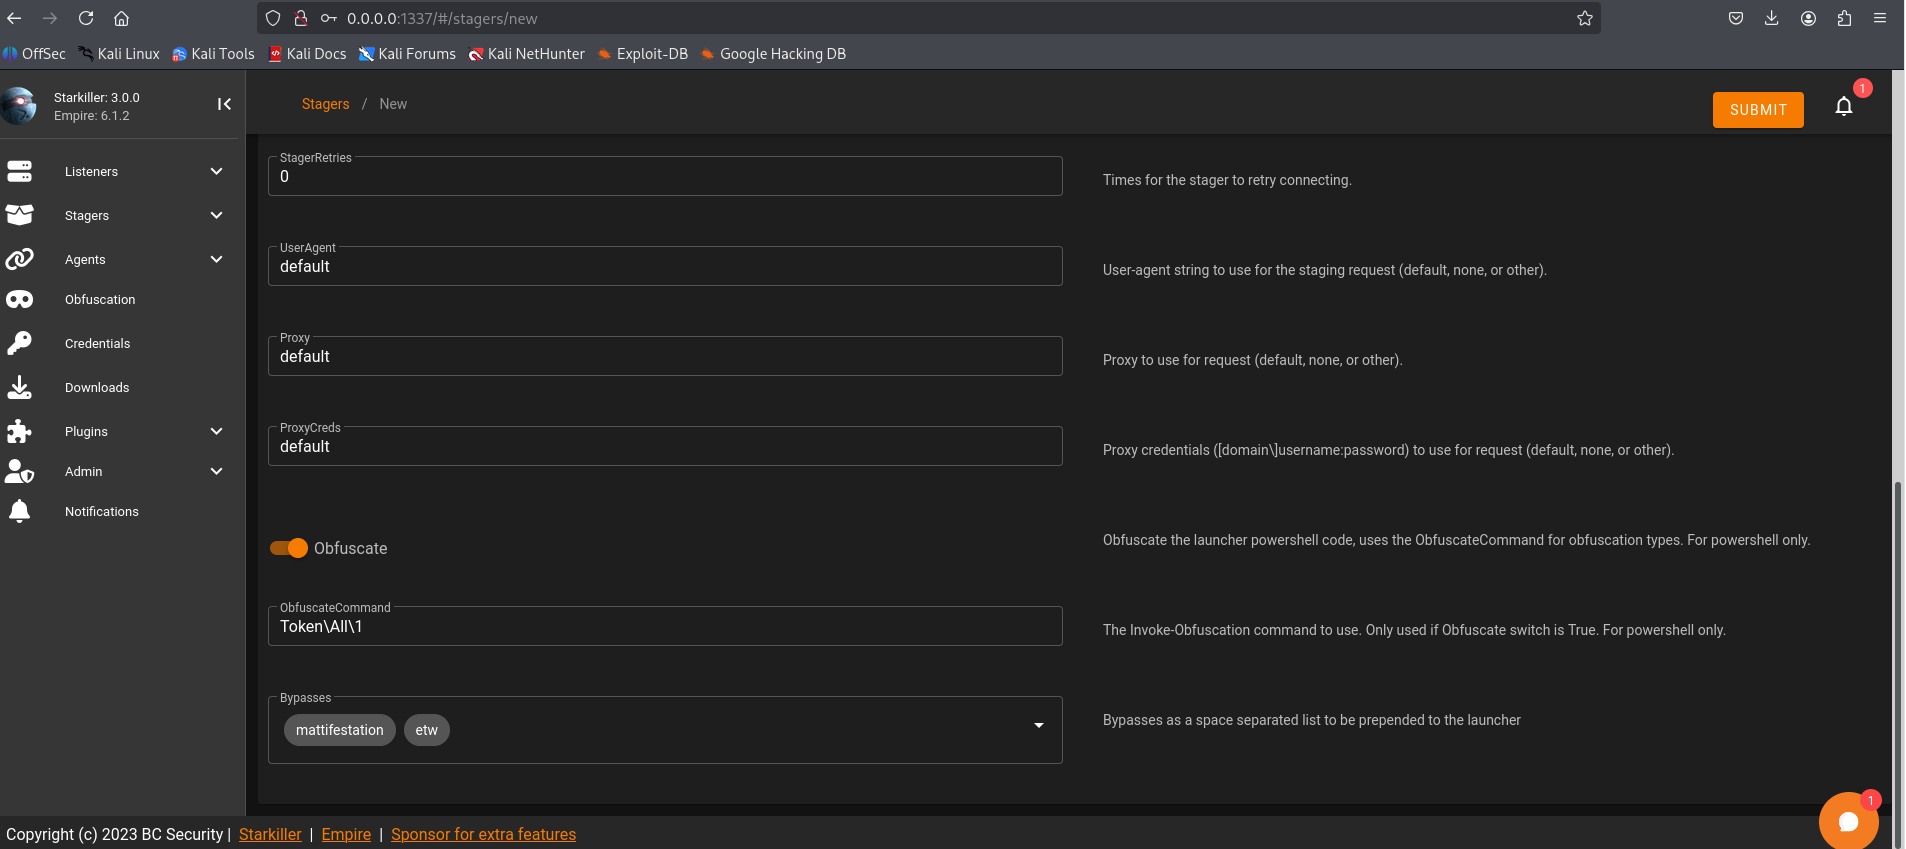 0.0.0.0:1337/#/stagers/new
OffSec Kali Linux Kali Tools Kali Docs Kali Forums Kali NetHunter Exploit-DB Google Hacking DB
Starkiller: 3.0.0
Empire: 6.1.2
Listeners
Stagers
Agents
Obfuscation
Credentials
Downloads
Plugins
Admin
Notifications
Stagers / New
SUBMIT
1
StagerRetries
0
Times for the stager to retry connecting.
UserAgent
default
User-agent string to use for the staging request (default, none, or other).
Proxy
default
Proxy to use for request (default, none, or other).
ProxyCreds
default
Proxy credentials ([domain\]username:password) to use for request (default, none, or other).
Obfuscate
Obfuscate the launcher powershell code, uses the ObfuscateCommand for obfuscation types. For powershell only.
ObfuscateCommand
Token\All\1
The Invoke-Obfuscation command to use. Only used if Obfuscate switch is True. For powershell only.
Bypasses
mattifestation etw
Bypasses as a space separated list to be prepended to the launcher
1
Copyright (c) 2023 BC Security | Starkiller | Empire | Sponsor for extra features